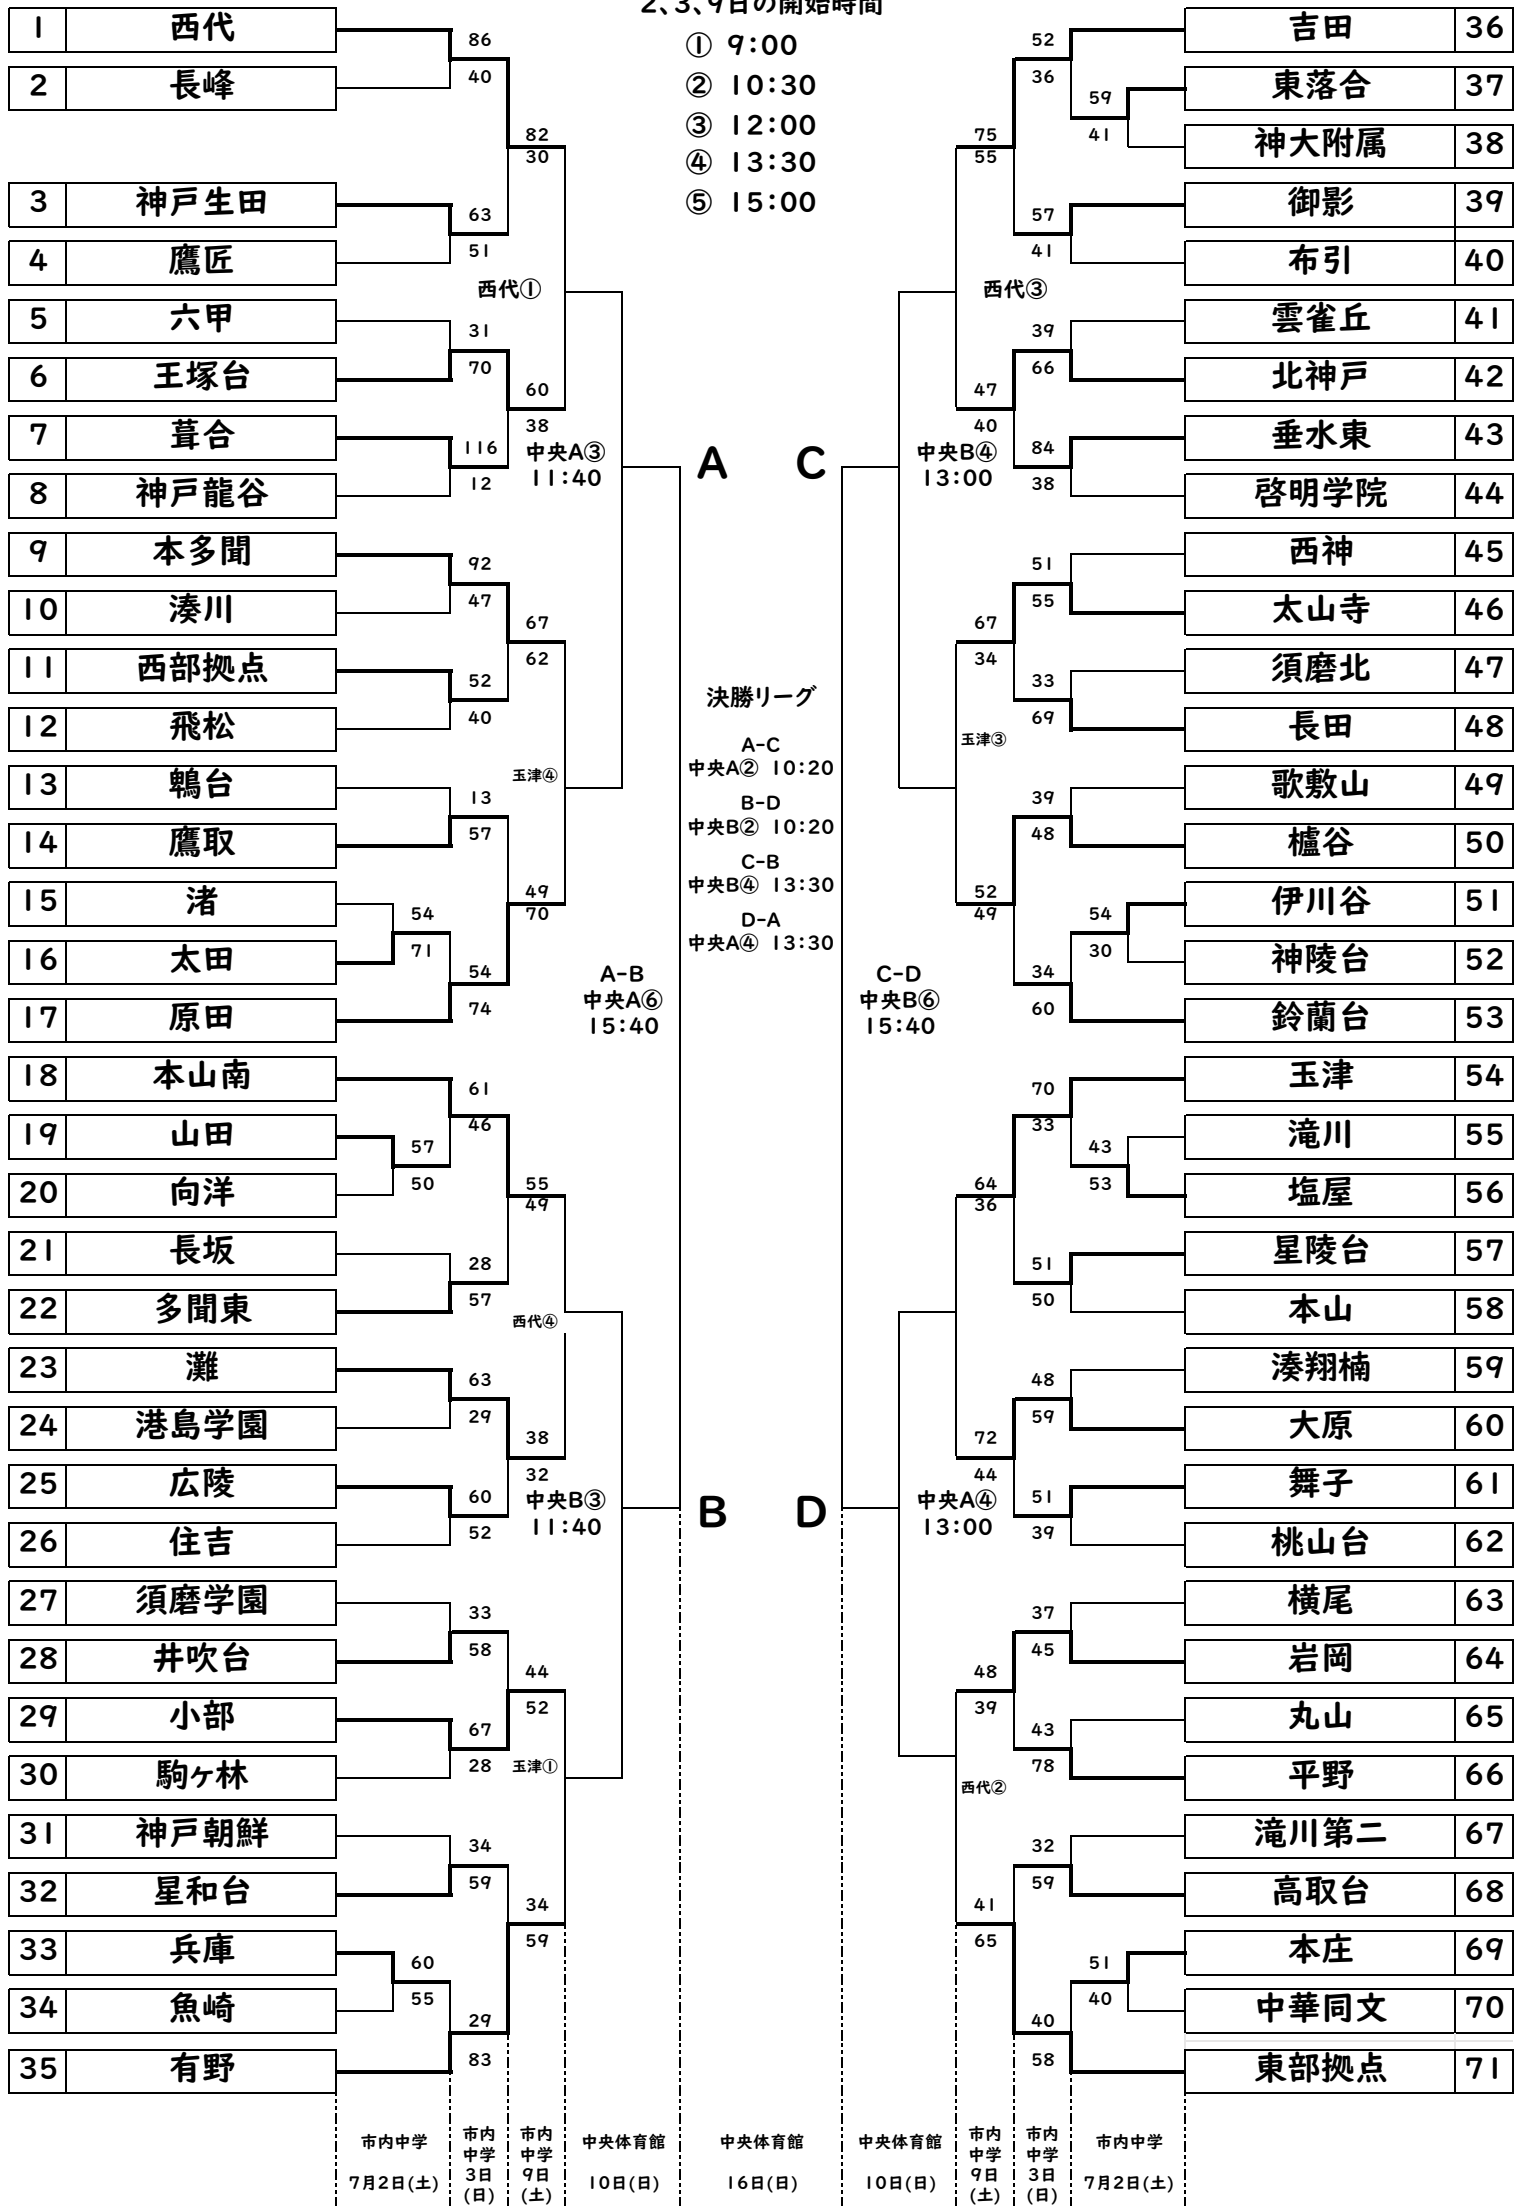 2、3、9日の開始時間
① 9:00
② 10:30
③ 12:00
④ 13:30
⑤ 15:00
1 西代
2 長峰
3 神戸生田
4 鷹匠
5 六甲
6 王塚台
7 葺合
8 神戸龍谷
9 本多聞
10 湊川
11 西部拠点
12 飛松
13 鵯台
14 鷹取
15 渚
16 太田
17 原田
18 本山南
19 山田
20 向洋
21 長坂
22 多聞東
23 灘
24 港島学園
25 広陵
26 住吉
27 須磨学園
28 井吹台
29 小部
30 駒ヶ林
31 神戸朝鮮
32 星和台
33 兵庫
34 魚崎
35 有野
54
71
57
50
60
55
86
40
63
51
31
70
116
12
92
47
52
40
13
57
54
74
61
46
28
57
63
29
60
52
33
58
67
28
34
59
29
83
82
30
西代①
60
38
中央A③
11:40
67
62
玉津④
49
70
55
49
西代④
38
32
中央B③
11:40
44
52
玉津①
34
59
A-B
中央A⑥
15:40
A
B
決勝リーグ
A-C
中央A② 10:20
B-D
中央B② 10:20
C-B
中央B④ 13:30
D-A
中央A④ 13:30
C
D
C-D
中央B⑥
15:40
75
55
西代③
47
40
中央B④
13:00
67
34
玉津③
52
49
64
36
72
44
中央A④
13:00
48
39
西代②
41
65
52
36
57
41
39
66
84
38
51
55
33
69
39
48
34
60
70
33
51
50
48
59
51
39
37
45
43
78
32
59
40
58
59
41
54
30
43
53
51
40
吉田 36
東落合 37
神大附属 38
御影 39
布引 40
雲雀丘 41
北神戸 42
垂水東 43
啓明学院 44
西神 45
太山寺 46
須磨北 47
長田 48
歌敷山 49
櫨谷 50
伊川谷 51
神陵台 52
鈴蘭台 53
玉津 54
滝川 55
塩屋 56
星陵台 57
本山 58
湊翔楠 59
大原 60
舞子 61
桃山台 62
横尾 63
岩岡 64
丸山 65
平野 66
滝川第二 67
高取台 68
本庄 69
中華同文 70
東部拠点 71
市内中学
7月2日(土)
市内
中学
3日
(日)
市内
中学
9日
(土)
中央体育館
10日(日)
中央体育館
16日(日)
中央体育館
10日(日)
市内
中学
9日
(土)
市内
中学
3日
(日)
市内中学
7月2日(土)